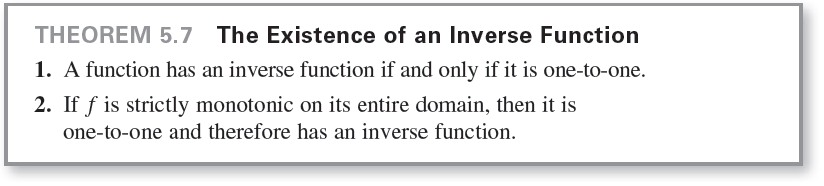 THEOREM 5.7 The Existence of an Inverse Function
1. A function has an inverse function if and only if it is one-to-one.
2. If f is strictly monotonic on its entire domain, then it is
one-to-one and therefore has an inverse function.